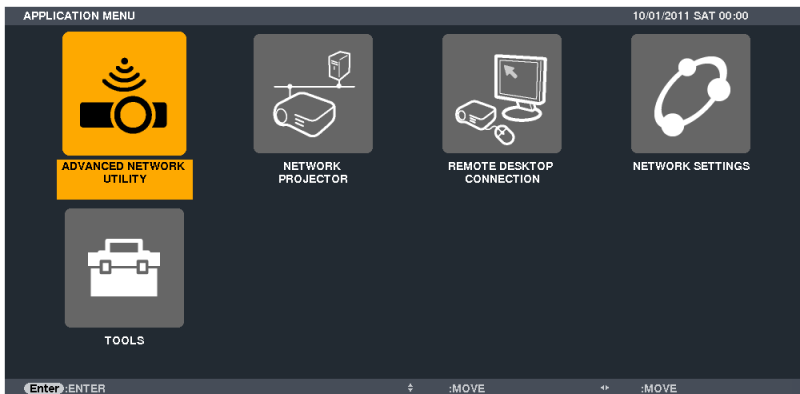 APPLICATION MENU 10/01/2011 SAT 00:00
ADVANCED NETWORK
UTILITY
NETWORK
PROJECTOR
REMOTE DESKTOP
CONNECTION
NETWORK SETTINGS
TOOLS
Enter :ENTER :MOVE :MOVE